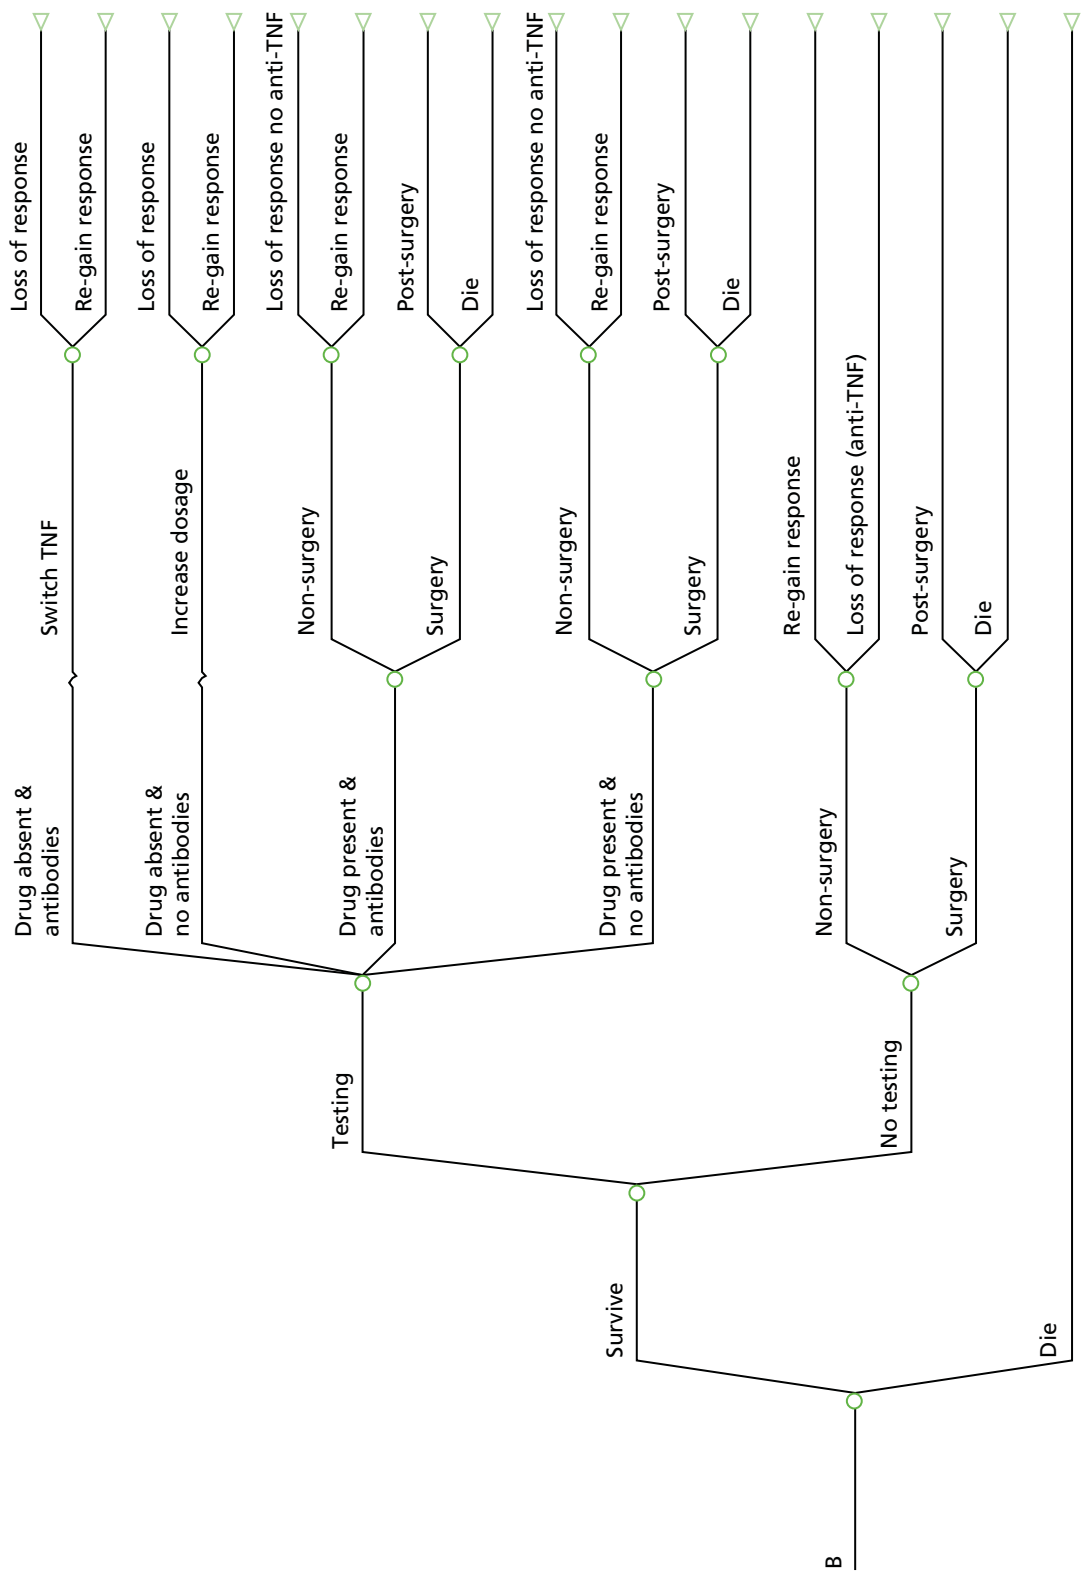 B
Survive
Die
Testing
No testing
Drug absent &
antibodies
Drug absent &
no antibodies
Drug present &
antibodies
Drug present &
no antibodies
Non-surgery
Surgery
Switch TNF
Increase dosage
Non-surgery
Surgery
Non-surgery
Surgery
Re-gain response
Loss of response (anti-TNF)
Post-surgery
Die
Loss of response
Re-gain response
Loss of response
Re-gain response
Loss of response no anti-TNF
Re-gain response
Post-surgery
Die
Loss of response no anti-TNF
Re-gain response
Post-surgery
Die